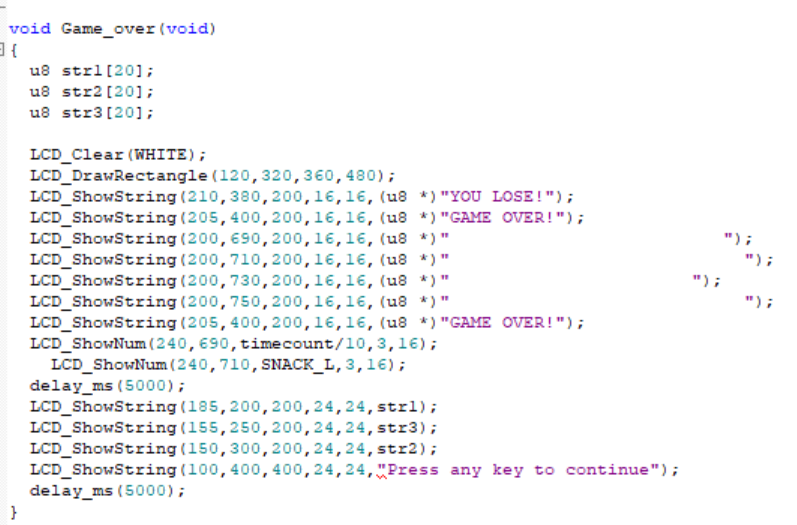 void Game_over(void)
{
  u8 str1[20];
  u8 str2[20];
  u8 str3[20];

  LCD_Clear(WHITE);
  LCD_DrawRectangle(120,320,360,480);
  LCD_ShowString(210,380,200,16,16,(u8 *)"YOU LOSE!");
  LCD_ShowString(205,400,200,16,16,(u8 *)"GAME OVER!");
  LCD_ShowString(200,690,200,16,16,(u8 *)"                          ");
  LCD_ShowString(200,710,200,16,16,(u8 *)"                            ");
  LCD_ShowString(200,730,200,16,16,(u8 *)"                       ");
  LCD_ShowString(200,750,200,16,16,(u8 *)"                            ");
  LCD_ShowString(205,400,200,16,16,(u8 *)"GAME OVER!");
  LCD_ShowNum(240,690,timecount/10,3,16);
    LCD_ShowNum(240,710,SNACK_L,3,16);
  delay_ms(5000);
  LCD_ShowString(185,200,200,24,24,str1);
  LCD_ShowString(155,250,200,24,24,str3);
  LCD_ShowString(150,300,200,24,24,str2);
  LCD_ShowString(100,400,400,24,24,"Press any key to continue");
  delay_ms(5000);
}